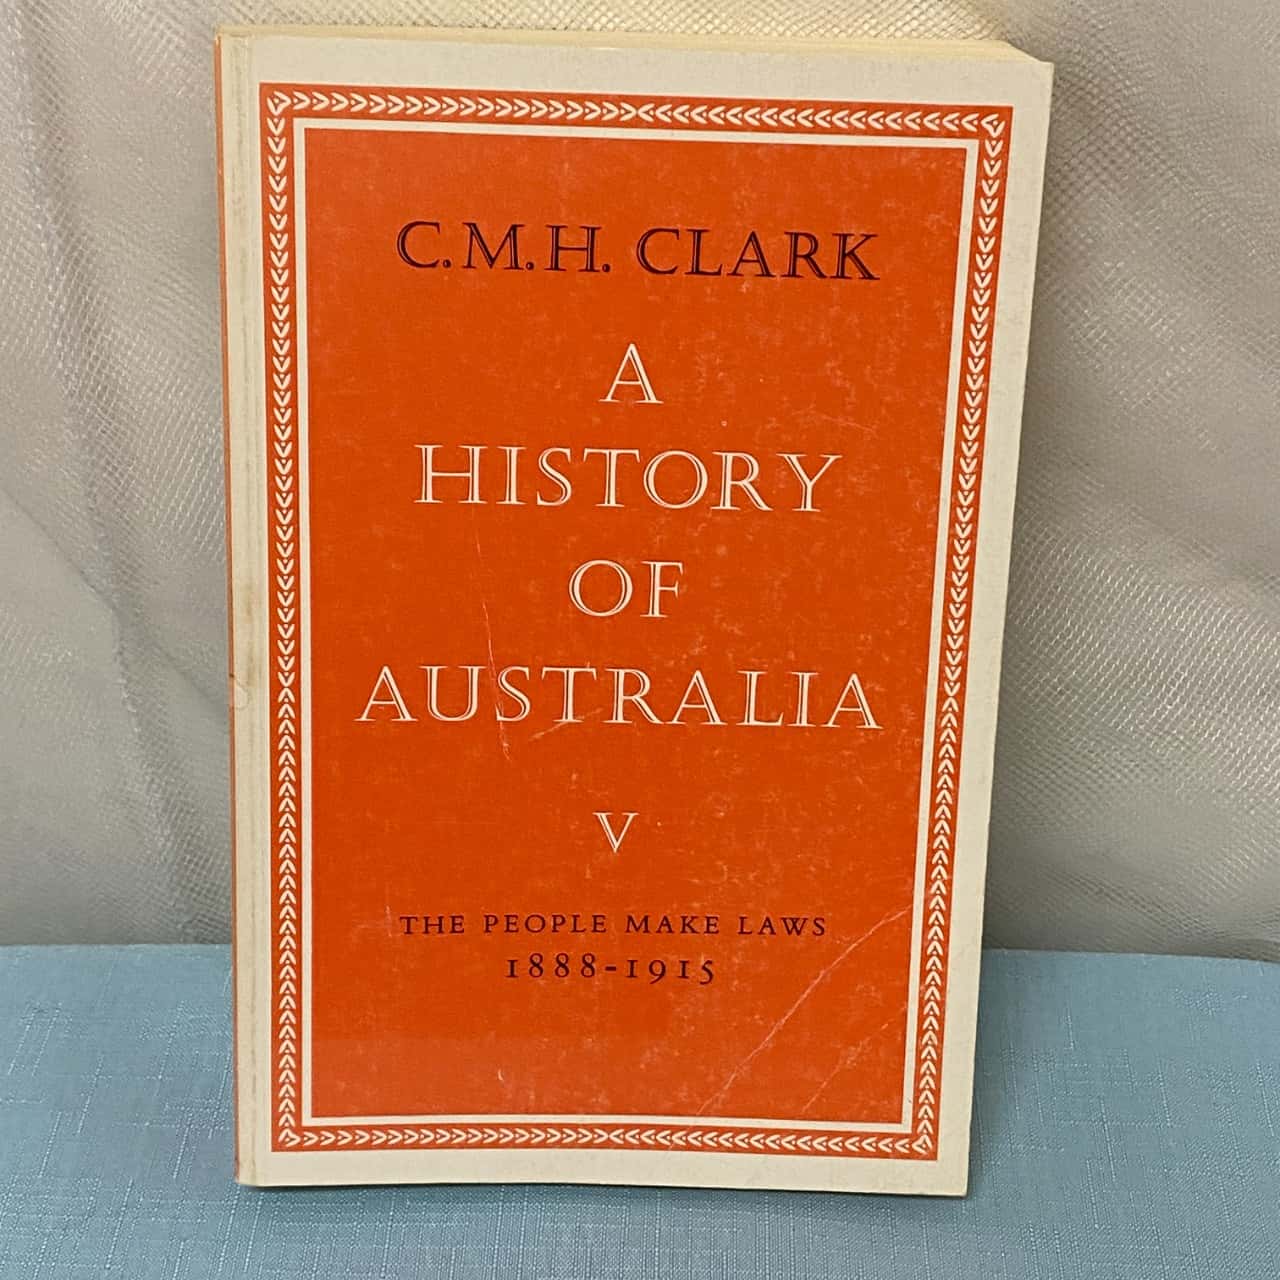 C.M.H. CLARK
A
HISTORY
OF
AUSTRALIA
V
THE PEOPLE MAKE LAWS
1888-1915